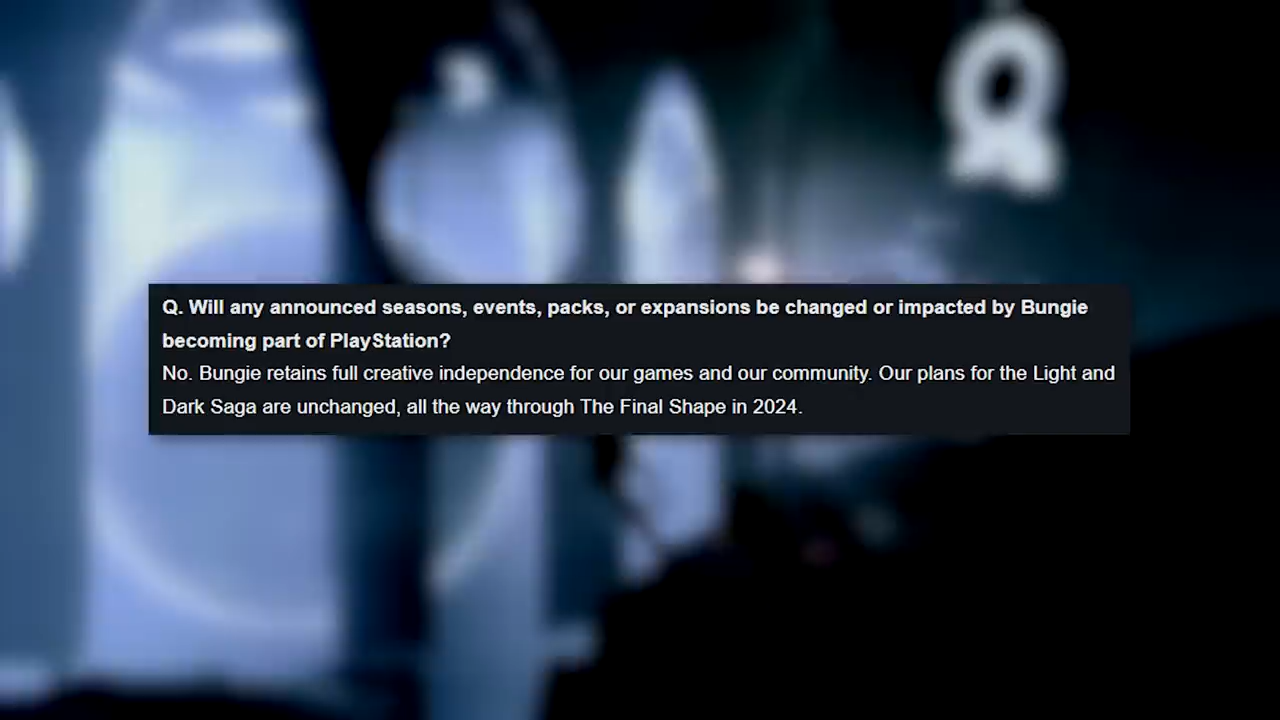 Q. Will any announced seasons, events, packs, or expansions be changed or impacted by Bungie
becoming part of PlayStation?
No. Bungie retains full creative independence for our games and our community. Our plans for the Light and
Dark Saga are unchanged, all the way through The Final Shape in 2024.